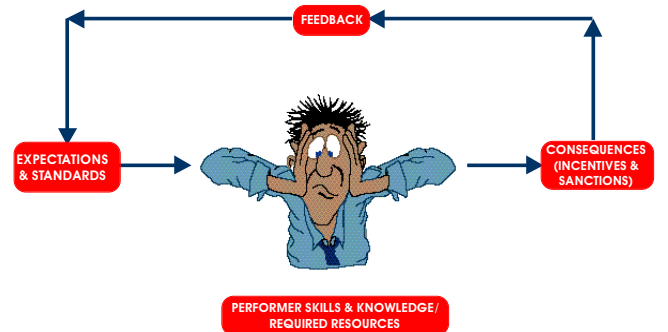 FEEDBACK
EXPECTATIONS
& STANDARDS
CONSEQUENCES
(INCENTIVES &
SANCTIONS)
PERFORMER SKILLS & KNOWLEDGE/
REQUIRED RESOURCES